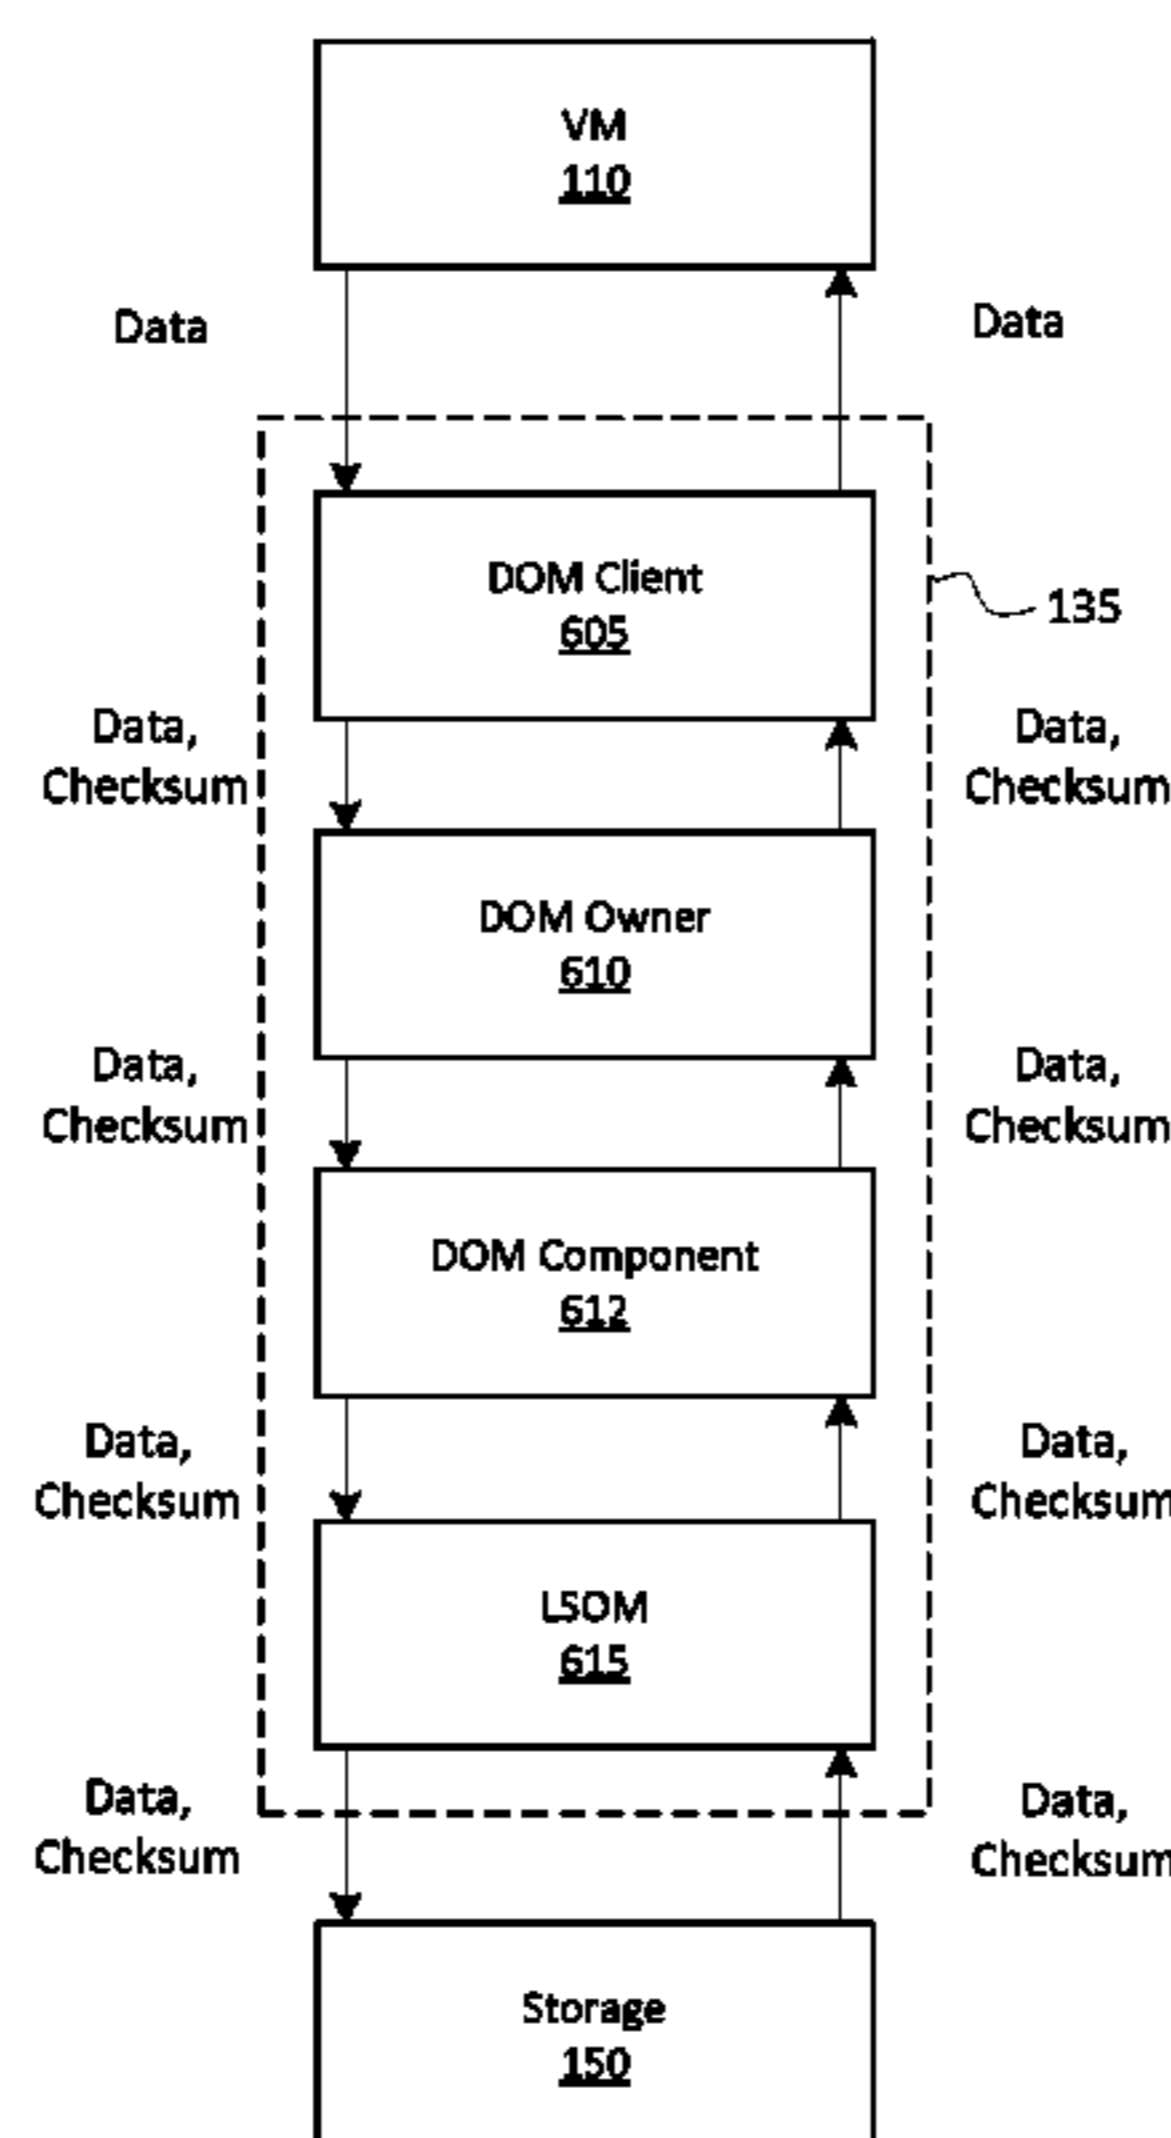 VM
110
Data
Data
DOM Client
605
135
Data,
Checksum
Data,
Checksum
DOM Owner
610
Data,
Checksum
Data,
Checksum
DOM Component
612
Data,
Checksum
Data,
Checksum
LSOM
615
Data,
Checksum
Data,
Checksum
Storage
150